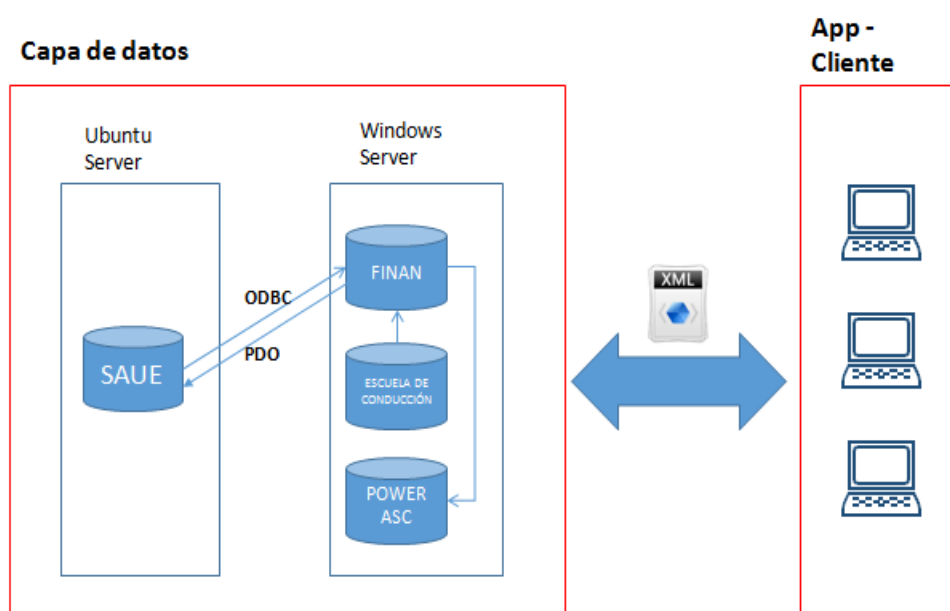 Capa de datos
App -
Cliente
Ubuntu
Server
Windows
Server
FINAN
ODBC
PDO
SAUE
ESCUELA DE
CONDUCCIÓN
POWER
ASC
XML